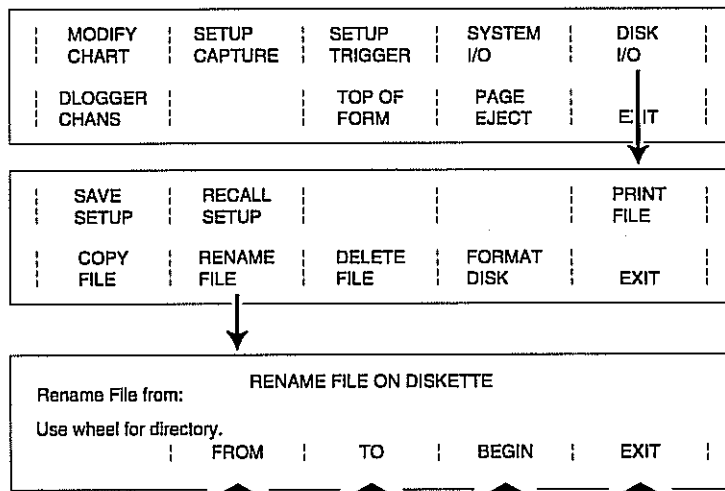 MODIFY CHART SETUP CAPTURE SETUP TRIGGER SYSTEM I/O DISK I/O
DLOGGER CHANS TOP OF FORM PAGE EJECT EXIT
SAVE SETUP RECALL SETUP PRINT FILE
COPY FILE RENAME FILE DELETE FILE FORMAT DISK EXIT
RENAME FILE ON DISKETTE
Rename File from:
Use wheel for directory.
FROM TO BEGIN EXIT